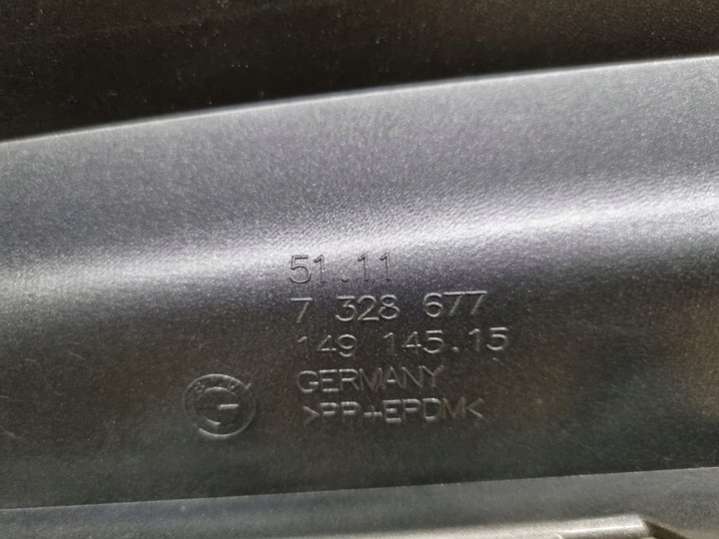 51.11
7 328 677
149 145.15
GERMANY
>PP+EPDM<